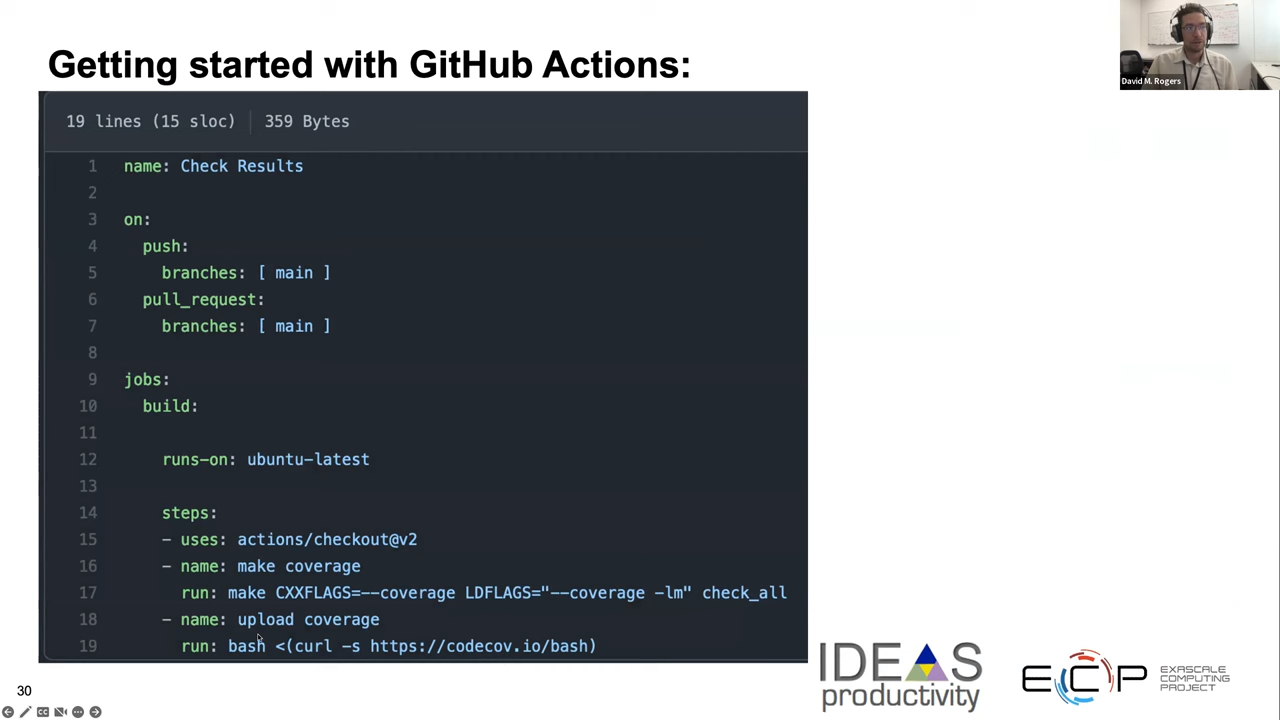 Getting started with GitHub Actions:
David M. Rogers
19 lines (15 sloc) 359 Bytes
1 name: Check Results
2
3 on:
4 push:
5 branches: [ main ]
6 pull_request:
7 branches: [ main ]
8
9 jobs:
10 build:
11
12 runs-on: ubuntu-latest
13
14 steps:
15 - uses: actions/checkout@v2
16 - name: make coverage
17 run: make CXXFLAGS=--coverage LDFLAGS="--coverage -lm" check_all
18 - name: upload coverage
19 run: bash <(curl -s https://codecov.io/bash)
IDEAS
productivity
ECP
EXASCALE
COMPUTING
PROJECT
30
CC